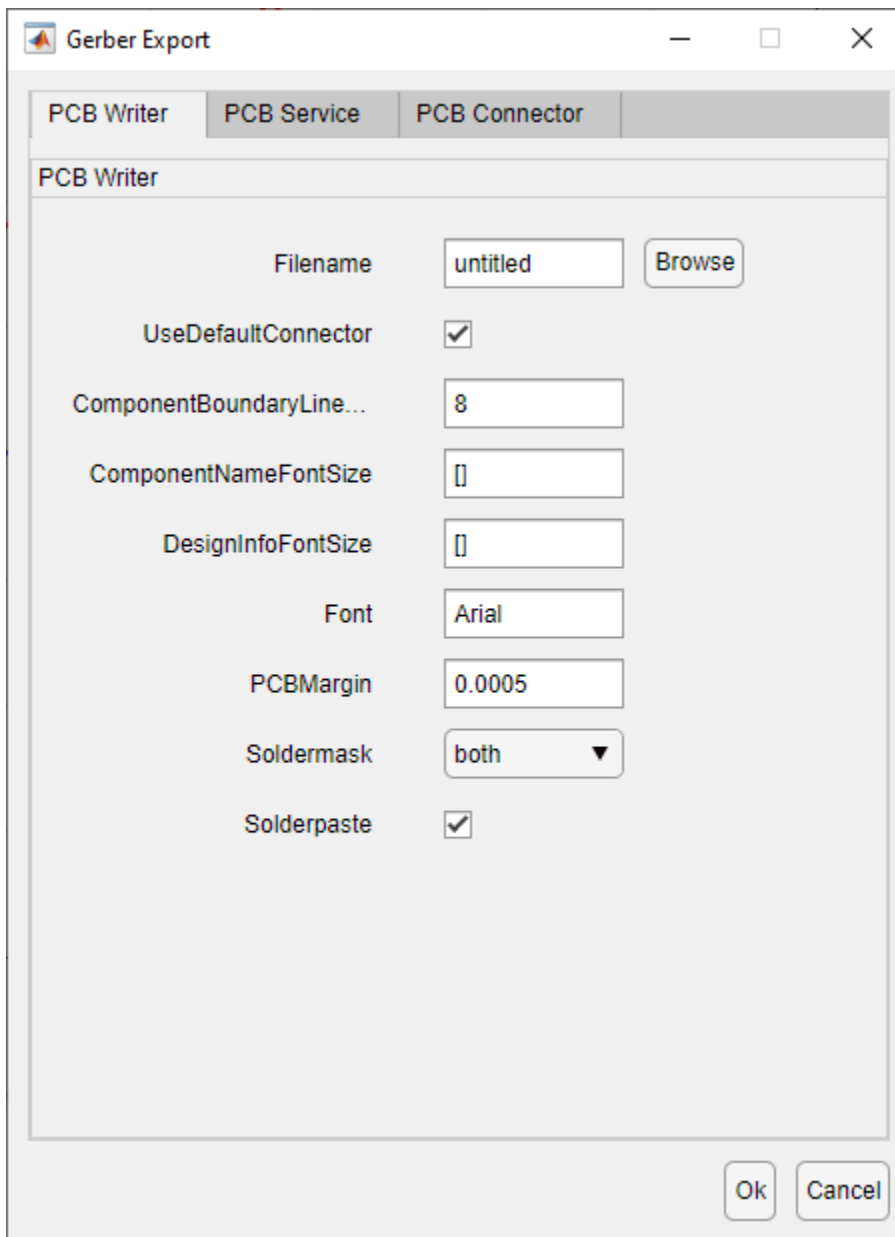 Gerber Export
PCB Writer PCB Service PCB Connector
PCB Writer
Filename untitled Browse
UseDefaultConnector
ComponentBoundaryLine... 8
ComponentNameFontSize []
DesignInfoFontSize []
Font Arial
PCBMargin 0.0005
Soldermask both
Solderpaste
Ok Cancel